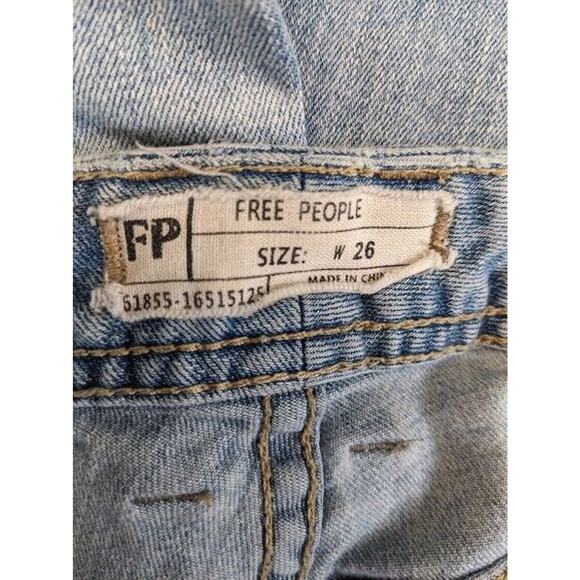 FP FREE PEOPLE
SIZE: W 26
MADE IN CHIN
61855-16515125